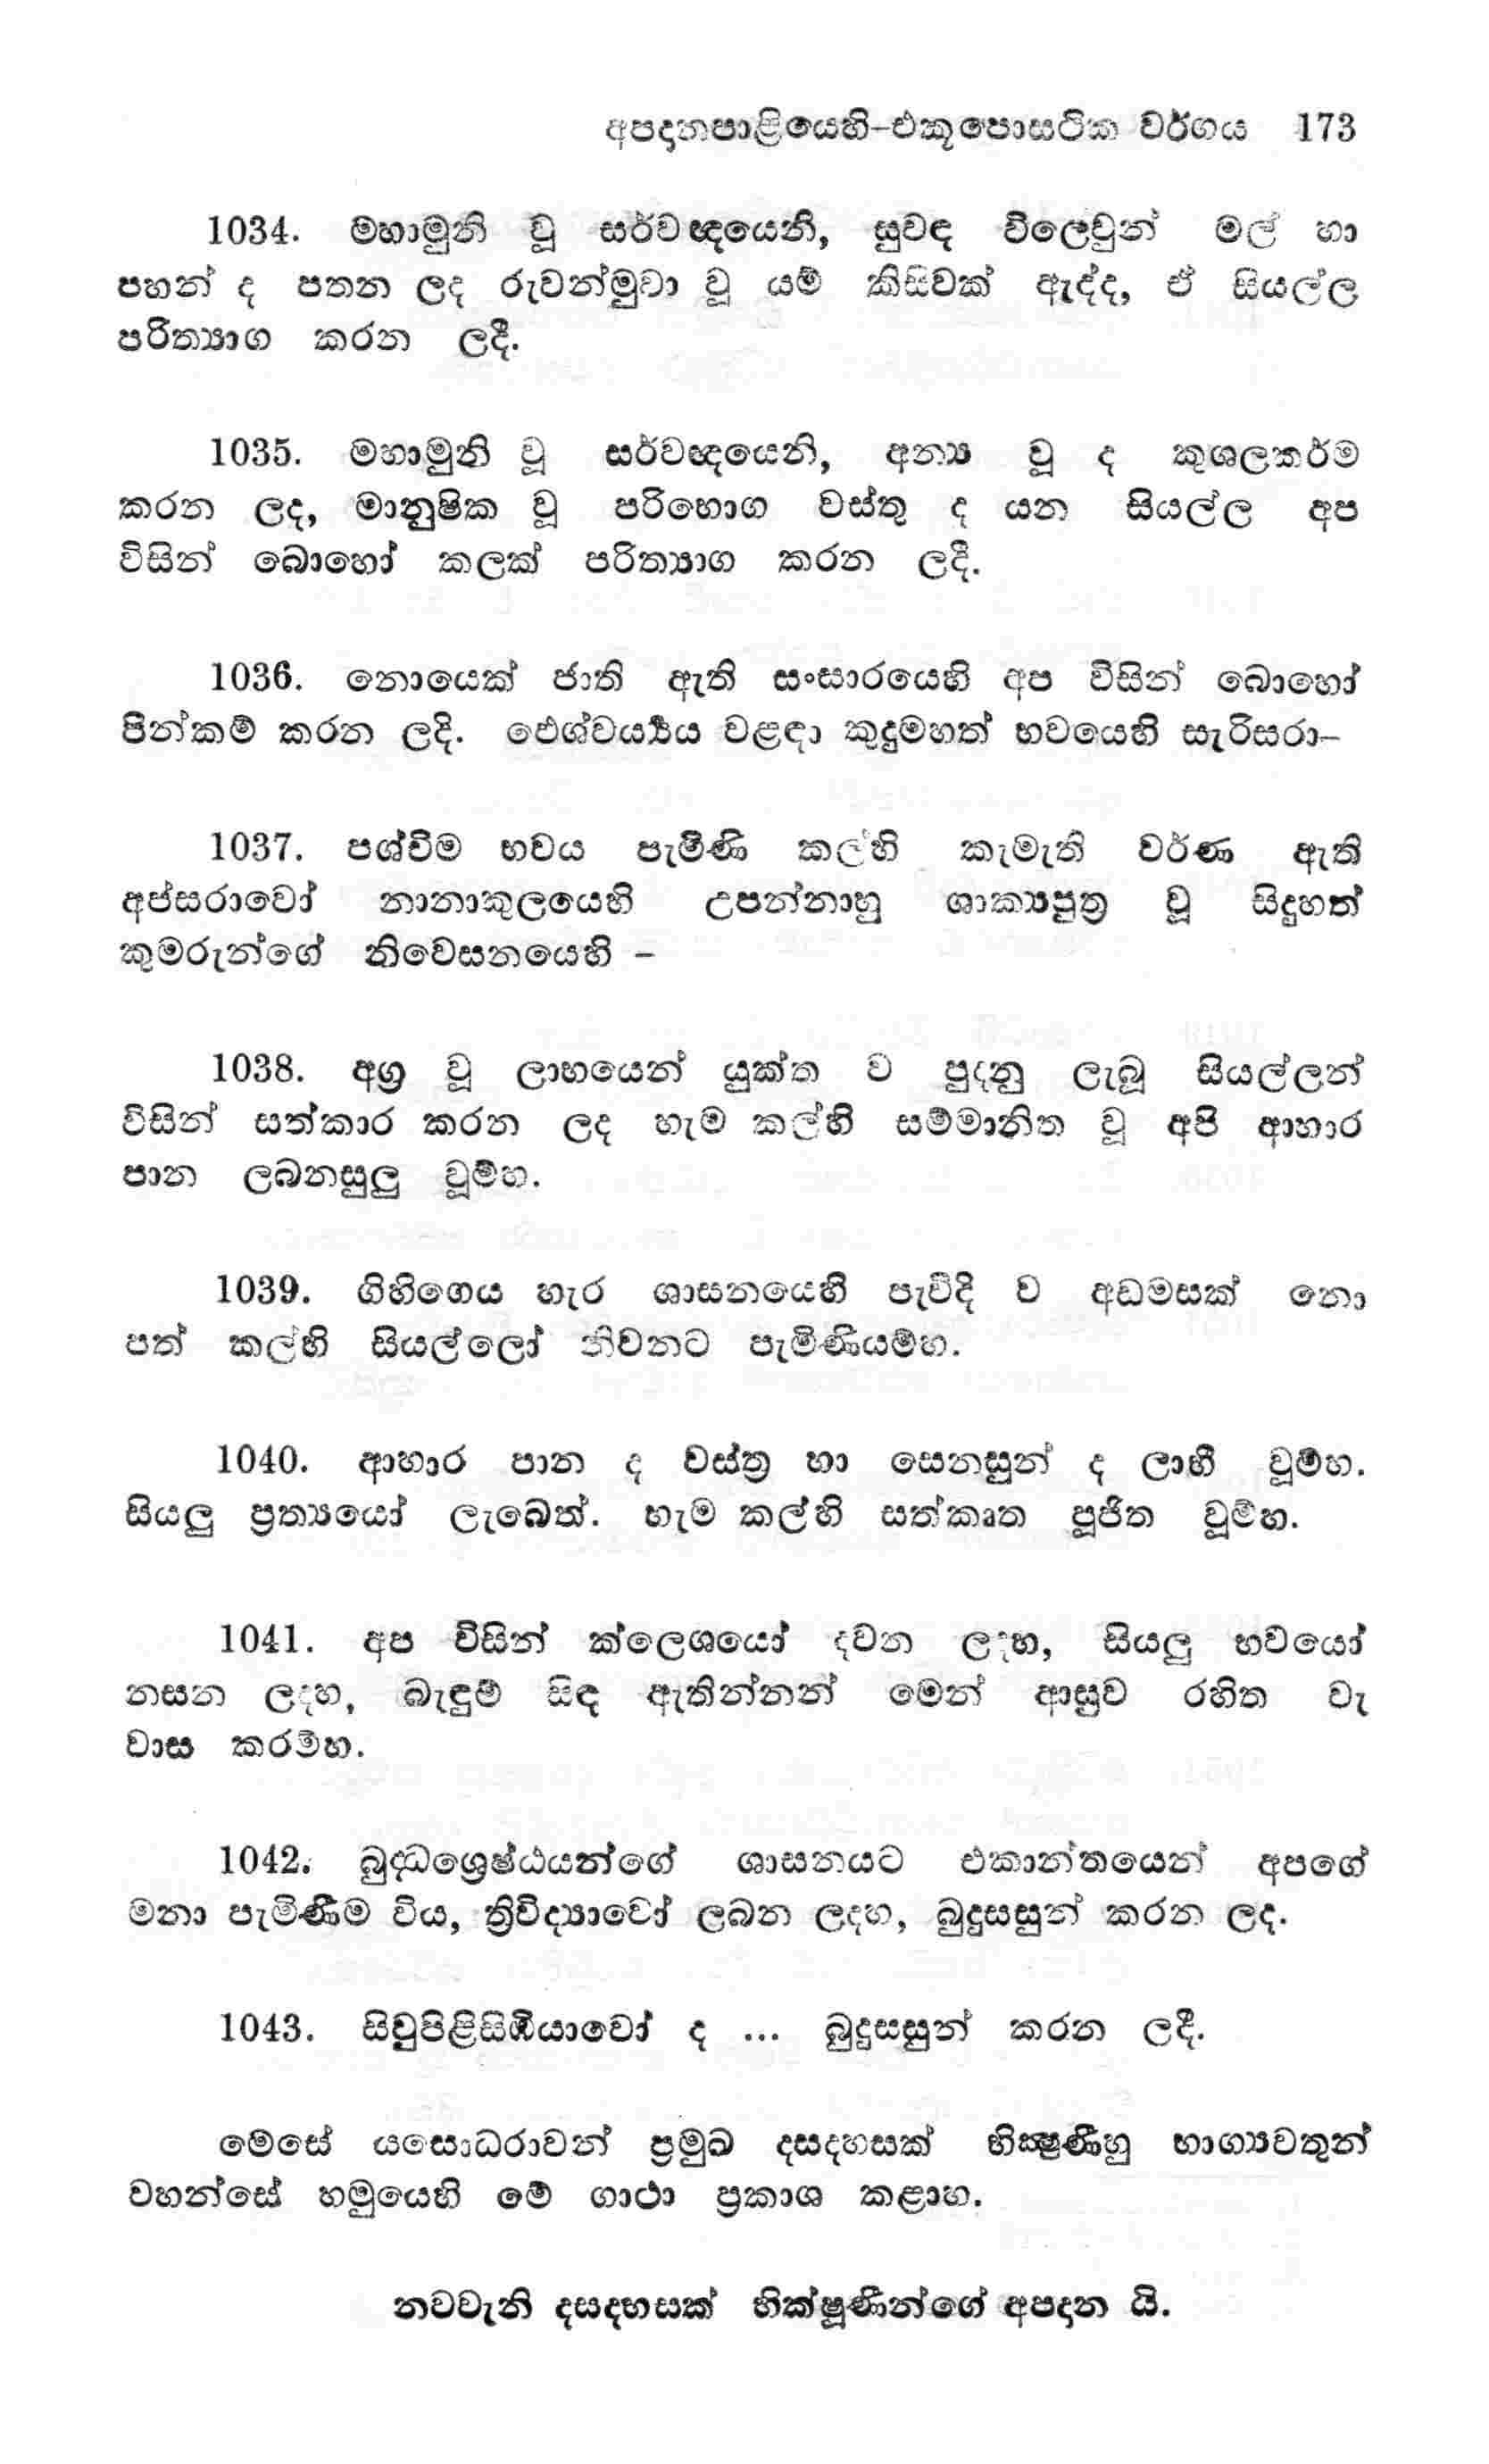 අපදානපාළියෙහි-එකූපොසථික වර්ගය 173
1034. මහාමුනි වූ සර්වඥයෙනි, සුවඳ විලෙවුන් මල් හා
පහන් ද පතන ලද රුවන්මුවා වූ යම් කිසිවක් ඇද්ද, ඒ සියල්ල
පරිත්‍යාග කරන ලදී.
1035. මහාමුනි වූ සර්වඥයෙනි, අන්‍ය වූ ද කුශලකර්ම
කරන ලද, මානුෂික වූ පරිභොග වස්තු ද යන සියල්ල අප
විසින් බොහෝ කලක් පරිත්‍යාග කරන ලදී.
1036. නොයෙක් ජාති ඇති සංසාරයෙහි අප විසින් බොහෝ
පින්කම් කරන ලදි. ඓශ්වර්‍ය්‍යය වළඳා කුදුමහත් භවයෙහි සැරිසරා-
1037. පශ්චිම භවය පැමිණි කල්හි කැමැති වර්ණ ඇති
අප්සරාවෝ නානාකුලයෙහි උපන්නාහු ශාක්‍යපුත්‍ර වූ සිදුහත්
කුමරුන්ගේ නිවෙසනයෙහි -
1038. අග්‍ර වූ ලාභයෙන් යුක්ත ව පුදනු ලැබූ සියල්ලන්
විසින් සත්කාර කරන ලද හැම කල්හි සම්මානිත වූ අපි ආහාර
පාන ලබනසුලු වූම්හ.
1039. ගිහිගෙය හැර ශාසනයෙහි පැවිදි ව අඩමසක් නො
පත් කල්හි සියල්ලෝ නිවනට පැමිණියම්හ.
1040. ආහාර පාන ද වස්ත්‍ර හා සෙනසුන් ද ලාභී වූම්හ.
සියලු ප්‍රත්‍යයෝ ලැබෙත්. හැම කල්හි සත්කෘත පූජිත වූම්හ.
1041. අප විසින් ක්ලෙශයෝ දවන ලදහ, සියලු භවයෝ
නසන ලදහ, බැඳුම් සිඳ ඇතින්නන් මෙන් ආස්‍රව රහිත වැ
වාස කරම්හ.
1042. බුද්ධශ්‍රෙෂ්ඨයන්ගේ ශාසනයට එකාන්තයෙන් අපගේ
මනා පැමිණීම විය, ත්‍රිවිද්‍යාවෝ ලබන ලදහ, බුදුසසුන් කරන ලද.
1043. සිවුපිළිසිඹියාවෝ ද ... බුදුසසුන් කරන ලදී.
මෙසේ යසොධරාවන් ප්‍රමුඛ දසදහසක් භික්‍ෂුණීහු භාග්‍යවතුන්
වහන්සේ හමුයෙහි මේ ගාථා ප්‍රකාශ කළාහ.
නවවැනි දසදහසක් භික්ෂූණීන්ගේ අපදාන යි.